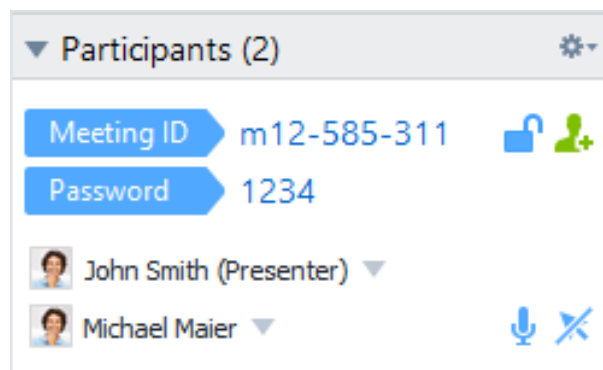 Participants (2)
Meeting ID m12-585-311
Password 1234
John Smith (Presenter)
Michael Maier